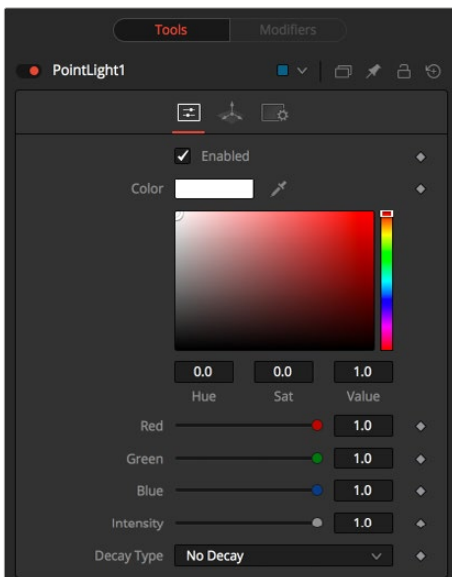 Tools Modifiers
PointLight1
Enabled
Color
0.0 0.0 1.0
Hue Sat Value
Red 1.0
Green 1.0
Blue 1.0
Intensity 1.0
Decay Type No Decay